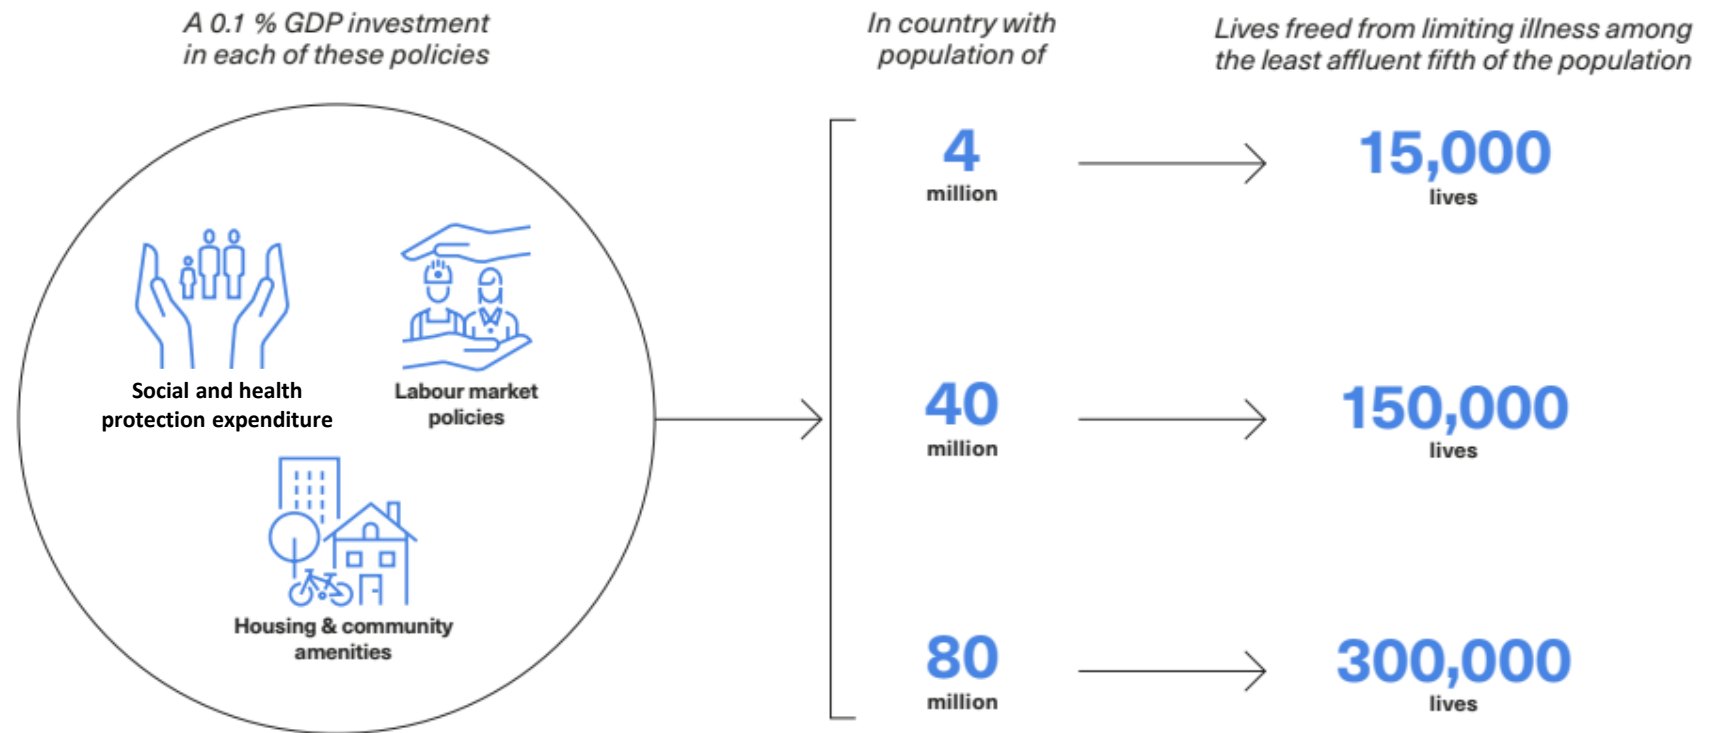 A 0.1 % GDP investment
in each of these policies
In country with
population of
Lives freed from limiting illness among
the least affluent fifth of the population
Social and health
protection expenditure
Labour market
policies
Housing & community
amenities
4
million
15,000
lives
40
million
150,000
lives
80
million
300,000
lives